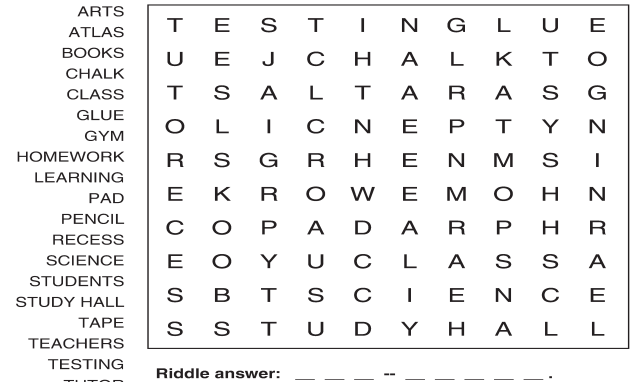 ARTS
ATLAS
BOOKS
CHALK
CLASS
GLUE
GYM
HOMEWORK
LEARNING
PAD
PENCIL
RECESS
SCIENCE
STUDENTS
STUDY HALL
TAPE
TEACHERS
TESTING
TUTOR
T E S T I N G L U E
U E J C H A L K T O
T S A L T A R A S G
O L I C N E P T Y N
R S G R H E N M S I
E K R O W E M O H N
C O P A D A R P H R
E O Y U C L A S S A
S B T S C I E N C E
S S T U D Y H A L L
Riddle answer: _ _ _ -- _ _ _ _ _ .